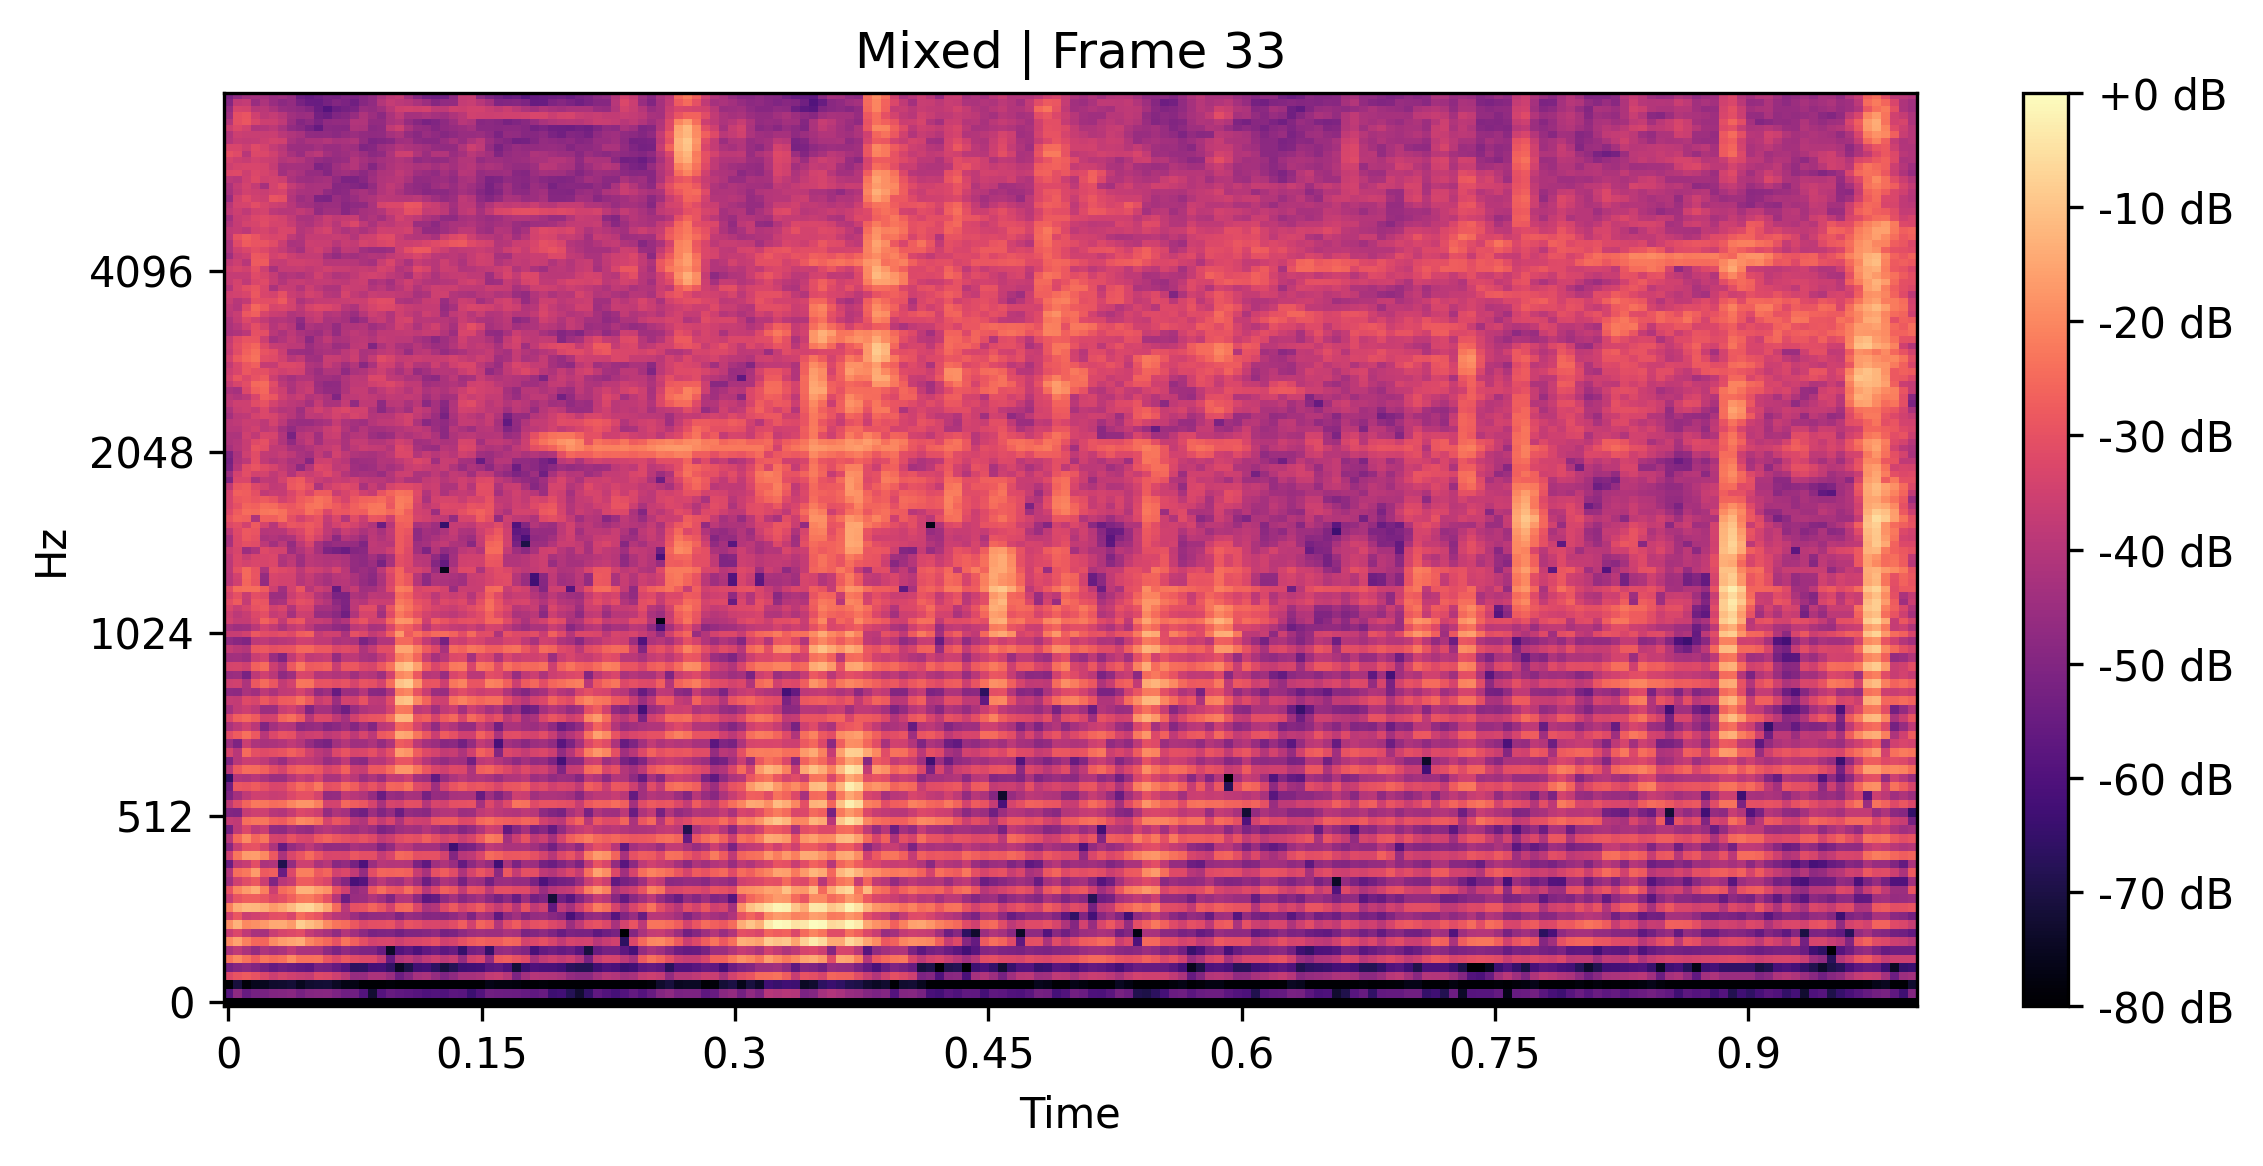 Mixed | Frame 33
+0 dB
-10 dB
-20 dB
-30 dB
-40 dB
-50 dB
-60 dB
-70 dB
-80 dB
Hz
4096
2048
1024
512
0
0 0.15 0.3 0.45 0.6 0.75 0.9
Time